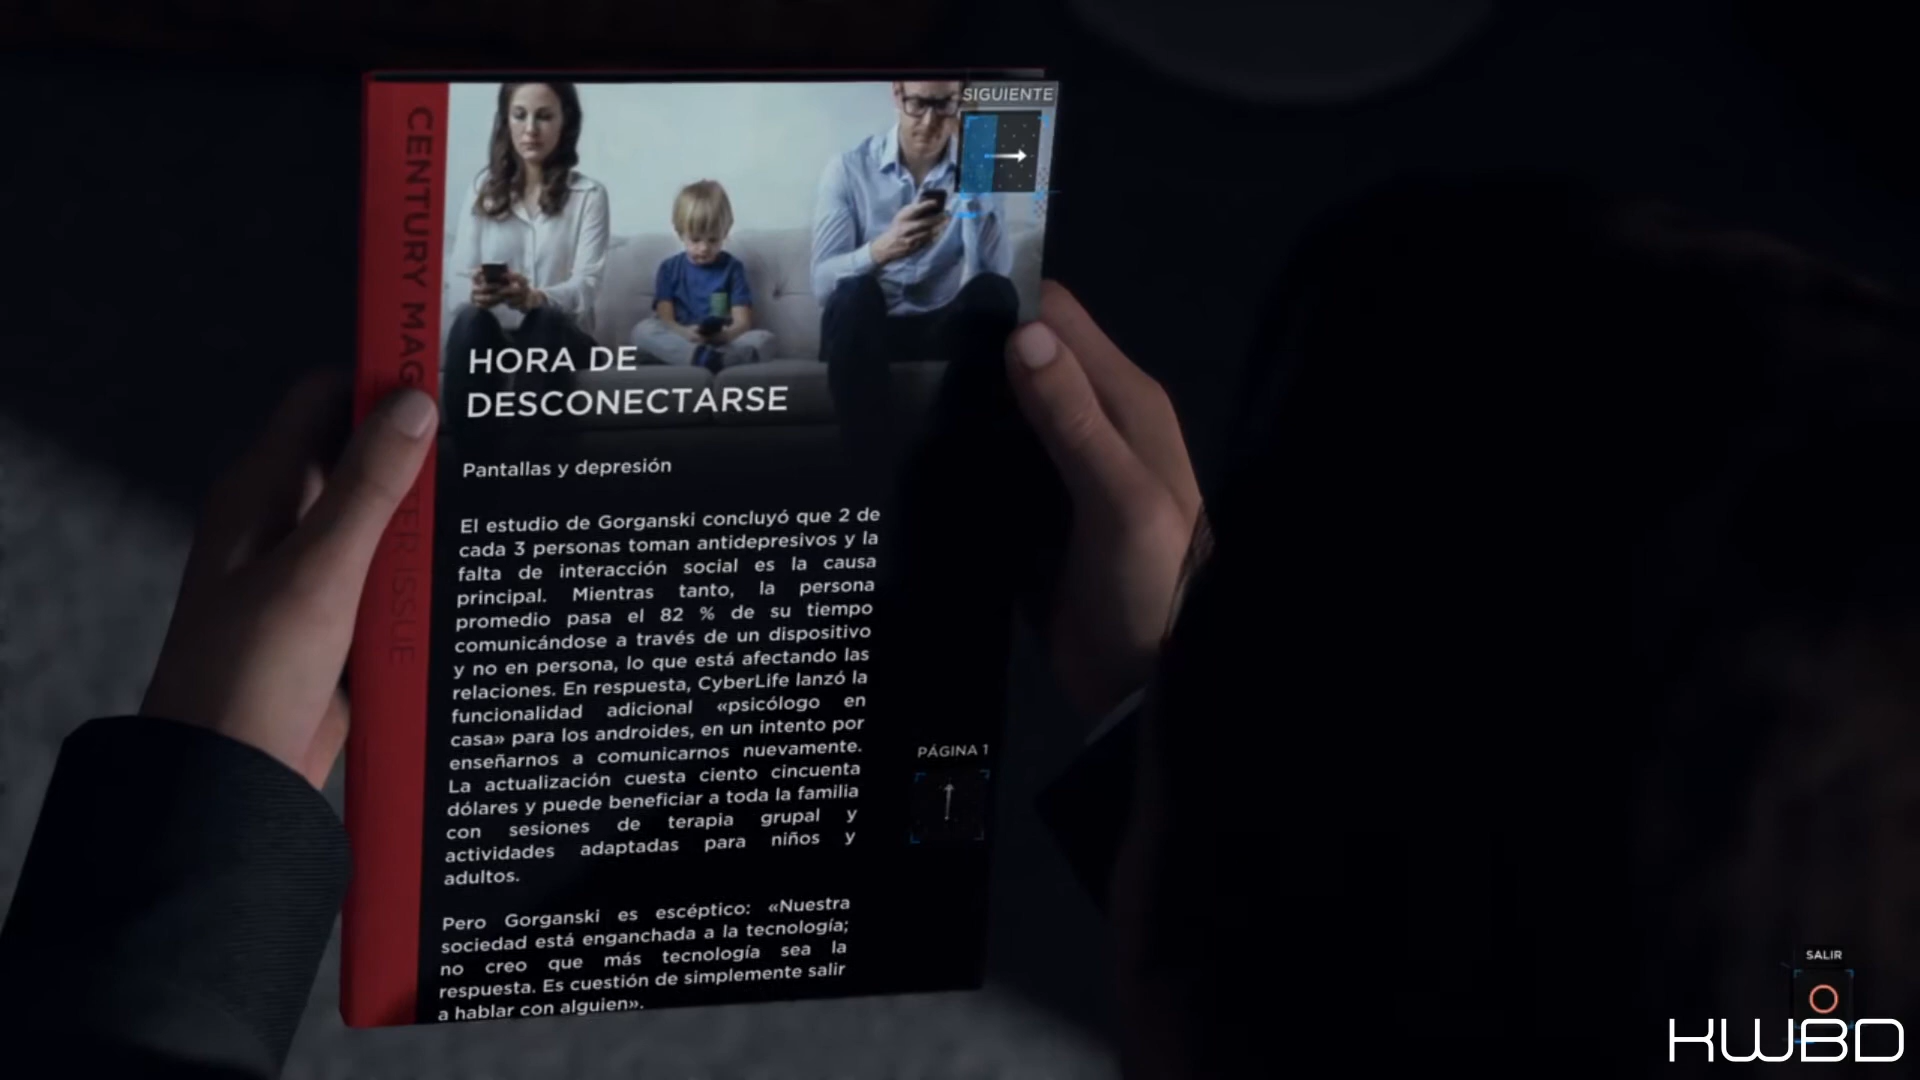 SIGUIENTE
CENTURY MAG
TER ISSUE
HORA DE
DESCONECTARSE
Pantallas y depresión
El estudio de Gorganski concluyó que 2 de
cada 3 personas toman antidepresivos y la
falta de interacción social es la causa
principal. Mientras tanto, la persona
promedio pasa el 82 % de su tiempo
comunicándose a través de un dispositivo
y no en persona, lo que está afectando las
relaciones. En respuesta, CyberLife lanzó la
funcionalidad adicional «psicólogo en
casa» para los androides, en un intento por
enseñarnos a comunicarnos nuevamente.
La actualización cuesta ciento cincuenta
dólares y puede beneficiar a toda la familia
con sesiones de terapia grupal y
actividades adaptadas para niños y
adultos.
Pero Gorganski es escéptico: «Nuestra
sociedad está enganchada a la tecnología;
no creo que más tecnología sea la
respuesta. Es cuestión de simplemente salir
a hablar con alguien».
PÁGINA 1
SALIR
KWBD